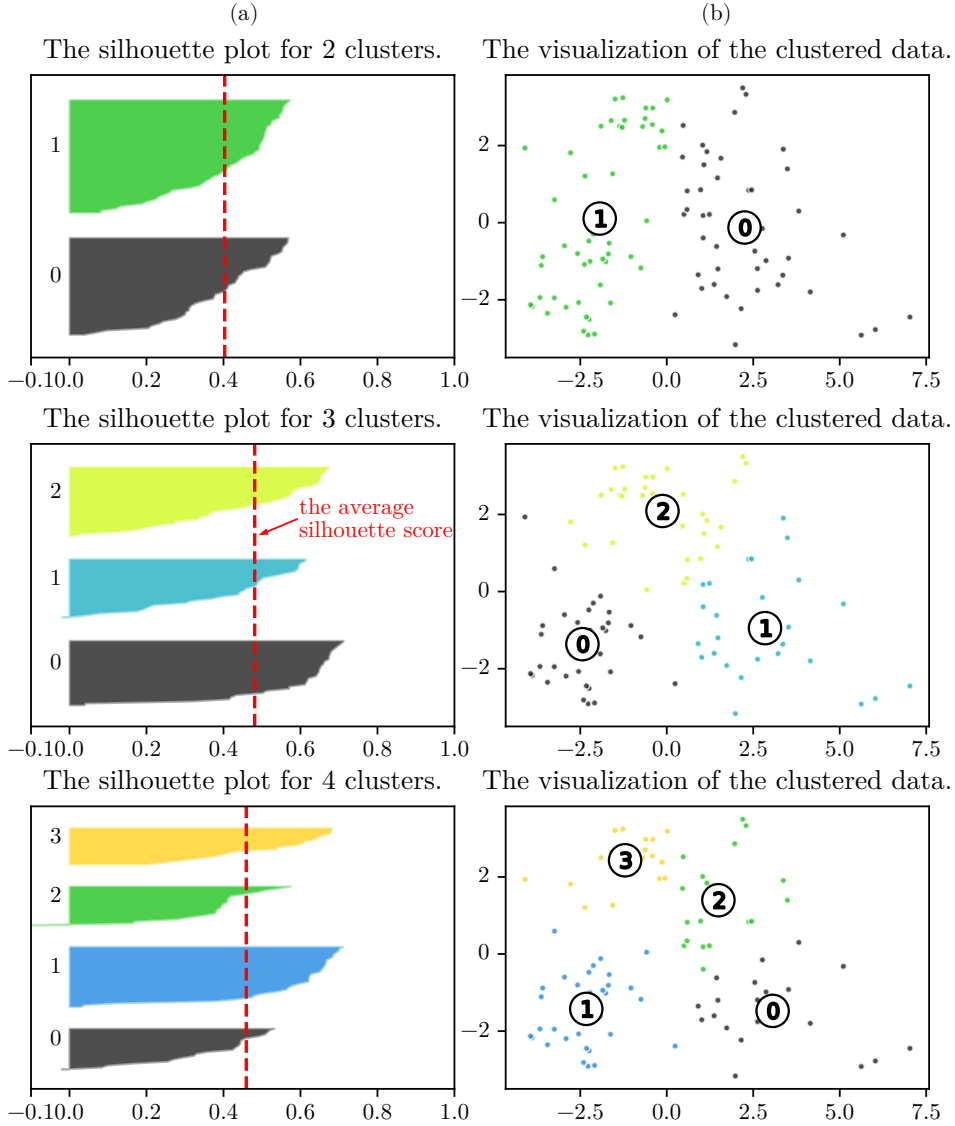 (a) (b)
The silhouette plot for 2 clusters. The visualization of the clustered data.
1
0
−0.10.0 0.2 0.4 0.6 0.8 1.0
2
0
−2
1 0
−2.5 0.0 2.5 5.0 7.5
The silhouette plot for 3 clusters. The visualization of the clustered data.
2
1
0
the average
silhouette score
−0.10.0 0.2 0.4 0.6 0.8 1.0
2
0
−2
2
1
0
−2.5 0.0 2.5 5.0 7.5
The silhouette plot for 4 clusters. The visualization of the clustered data.
3
2
1
0
−0.10.0 0.2 0.4 0.6 0.8 1.0
2
0
−2
3
2
1 0
−2.5 0.0 2.5 5.0 7.5